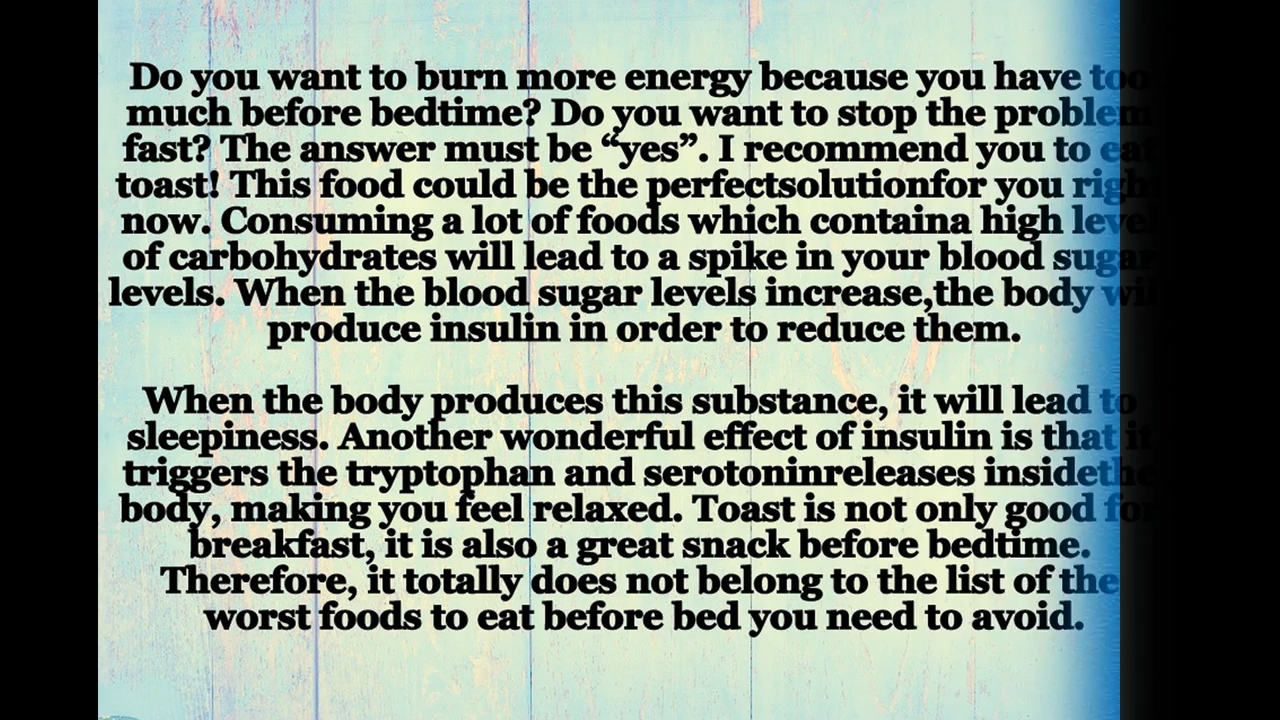 Do you want to burn more energy because you have too
much before bedtime? Do you want to stop the problem
fast? The answer must be “yes”. I recommend you to eat
toast! This food could be the perfectsolutionfor you right
now. Consuming a lot of foods which containa high level
of carbohydrates will lead to a spike in your blood sugar
levels. When the blood sugar levels increase,the body will
produce insulin in order to reduce them.
When the body produces this substance, it will lead to
sleepiness. Another wonderful effect of insulin is that it
triggers the tryptophan and serotoninreleases insidethe
body, making you feel relaxed. Toast is not only good for
breakfast, it is also a great snack before bedtime.
Therefore, it totally does not belong to the list of the
worst foods to eat before bed you need to avoid.